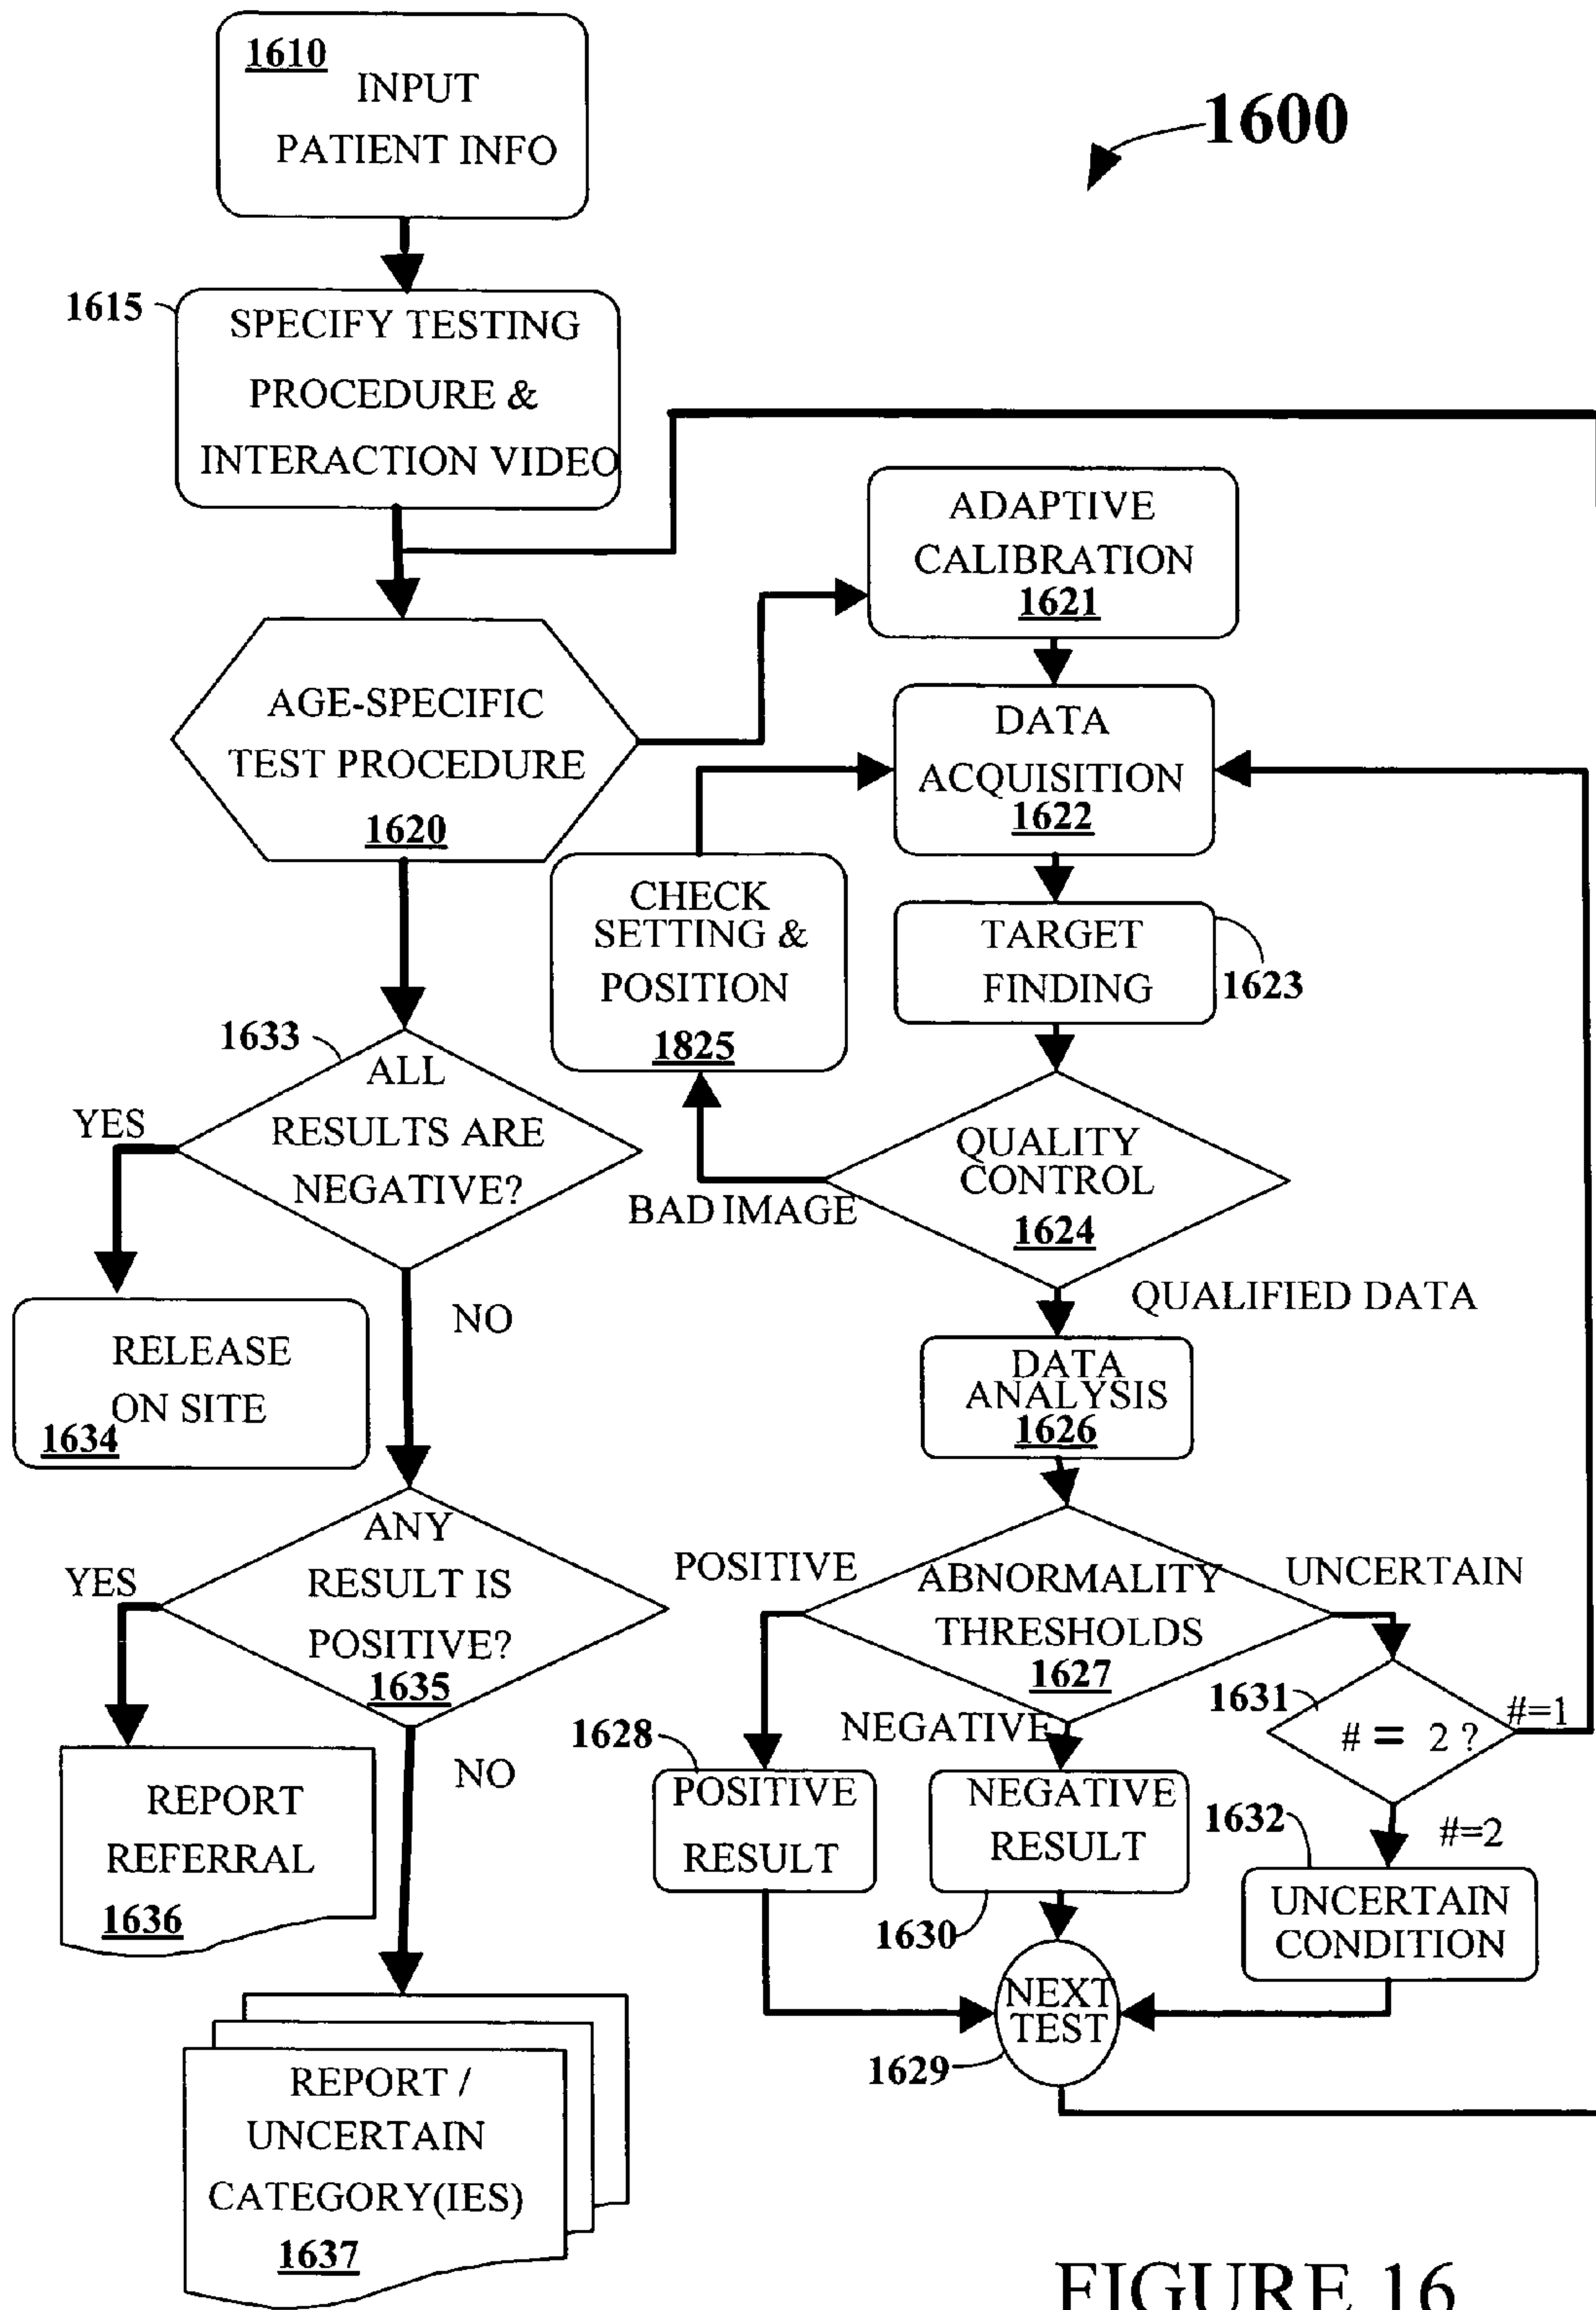 1610
INPUT
PATIENT INFO
1600
1615
SPECIFY TESTING
PROCEDURE &
INTERACTION VIDEO
ADAPTIVE
CALIBRATION
1621
AGE-SPECIFIC
TEST PROCEDURE
1620
DATA
ACQUISITION
1622
CHECK
SETTING &
POSITION
1825
TARGET
FINDING
1623
1633
ALL
RESULTS ARE
NEGATIVE?
YES
NO
QUALITY
CONTROL
1624
BAD IMAGE
QUALIFIED DATA
RELEASE
ON SITE
1634
DATA
ANALYSIS
1626
ANY
RESULT IS
POSITIVE?
1635
YES
NO
POSITIVE
ABNORMALITY
THRESHOLDS
1627
UNCERTAIN
NEGATIVE
1631
# = 2 ?
#=1
#=2
REPORT
REFERRAL
1636
1628
POSITIVE
RESULT
NEGATIVE
RESULT
1630
1632
UNCERTAIN
CONDITION
NEXT
TEST
1629
REPORT /
UNCERTAIN
CATEGORY(IES)
1637
FIGURE 16